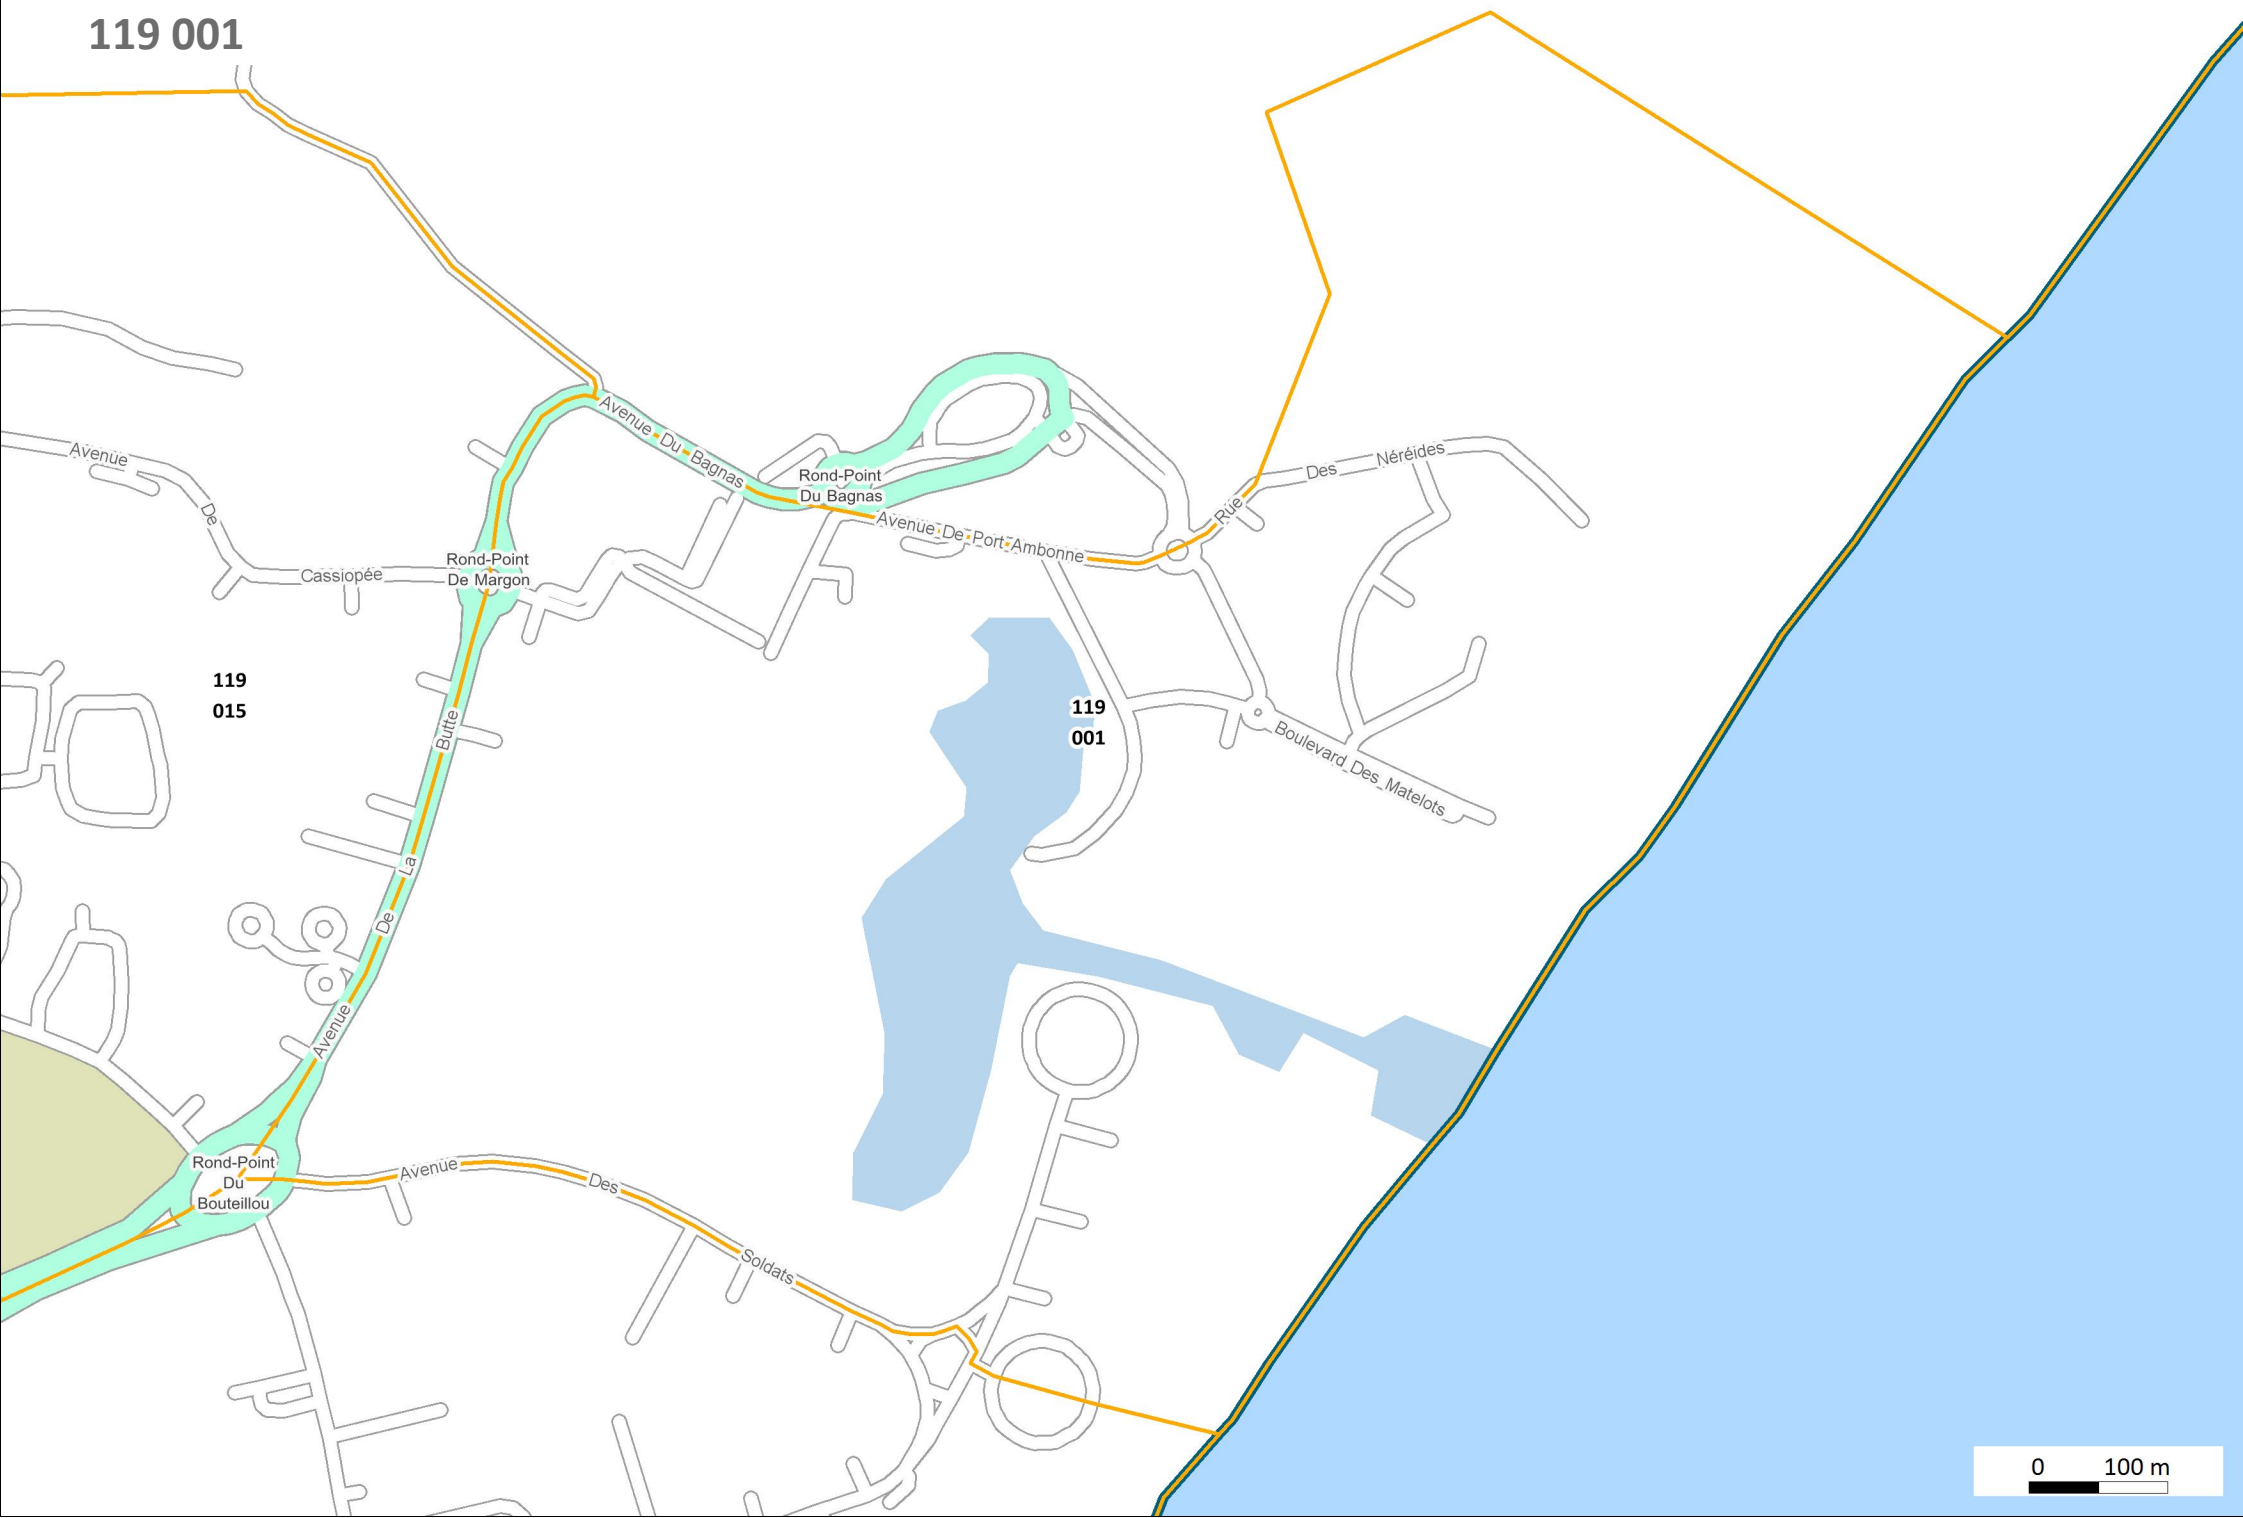 119 001
Avenue De Cassiopée
Avenue Du Bagnas
Rond-Point
Du Bagnas
Avenue De Port Ambonne
Rue Des Néréides
Rond-Point
De Margon
119
015
119
001
Boulevard Des Matelots
Avenue De La Butte
Rond-Point
Du
Bouteillou
Avenue Des Soldats
0 100 m